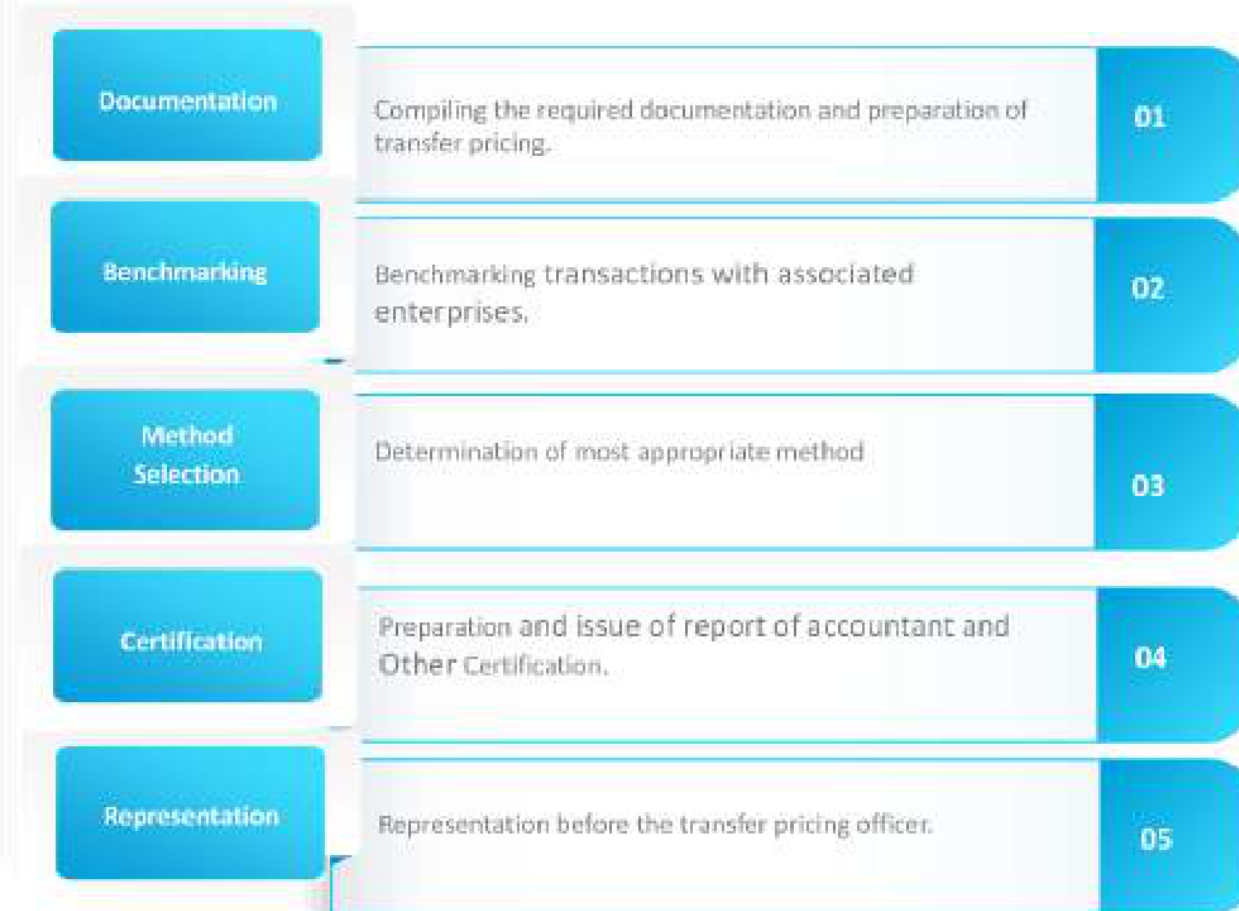 Documentation
Compiling the required documentation and preparation of
transfer pricing.
01
Benchmarking
Benchmarking transactions with associated
enterprises.
02
Method
Selection
Determination of most appropriate method
03
Certification
Preparation and issue of report of accountant and
Other Certification.
04
Representation
Representation before the transfer pricing officer.
05